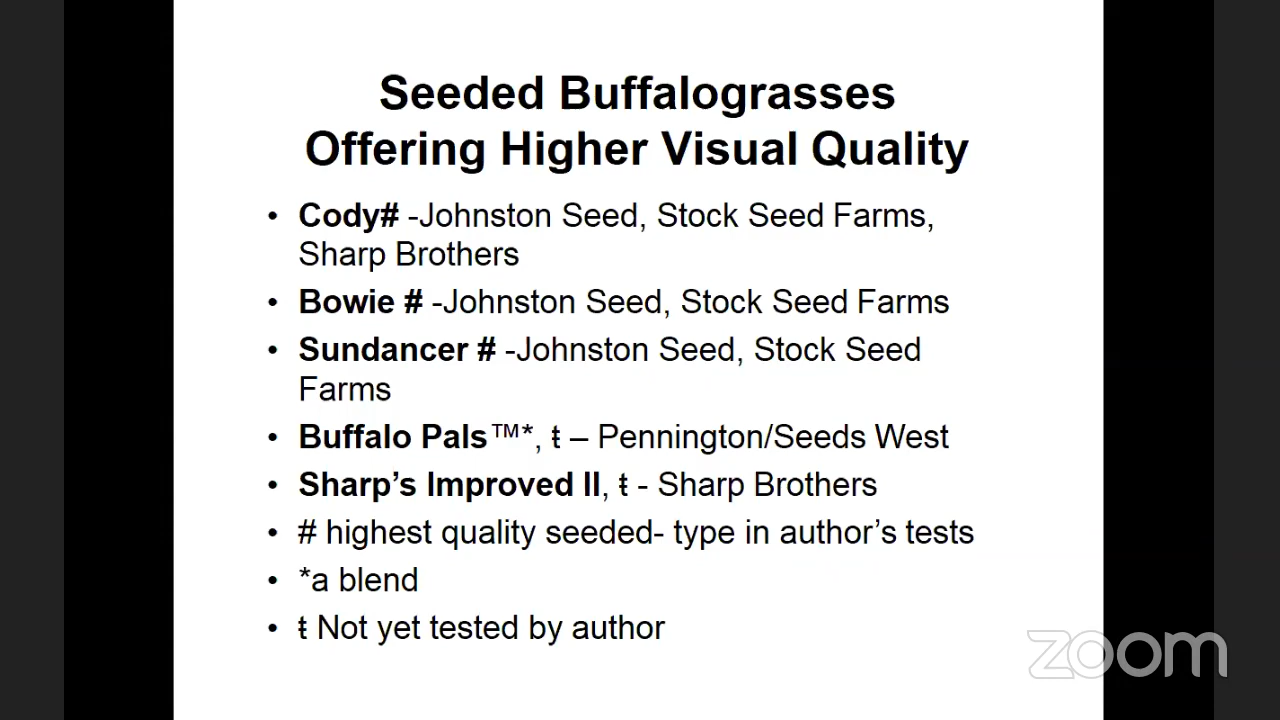 Seeded Buffalograsses
Offering Higher Visual Quality
• Cody# -Johnston Seed, Stock Seed Farms,
Sharp Brothers
• Bowie # -Johnston Seed, Stock Seed Farms
• Sundancer # -Johnston Seed, Stock Seed
Farms
• Buffalo Pals™*, ŧ – Pennington/Seeds West
• Sharp’s Improved II, ŧ - Sharp Brothers
• # highest quality seeded- type in author’s tests
• *a blend
• ŧ Not yet tested by author
zoom